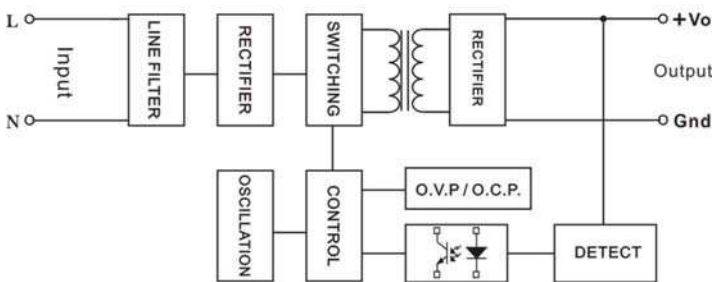 L
N
Input
LINE FILTER
RECTIFIER
SWITCHING
RECTIFIER
+Vo
Output
Gnd
OSCILLATION
CONTROL
O.V.P / O.C.P.
DETECT